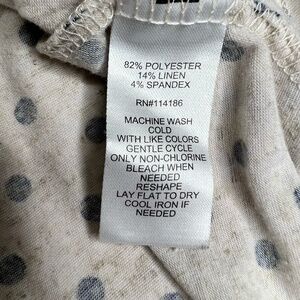 82% POLYESTER
14% LINEN
4% SPANDEX
RN#114186
MACHINE WASH
COLD
WITH LIKE COLORS
GENTLE CYCLE
ONLY NON-CHLORINE
BLEACH WHEN
NEEDED
RESHAPE
LAY FLAT TO DRY
COOL IRON IF
NEEDED